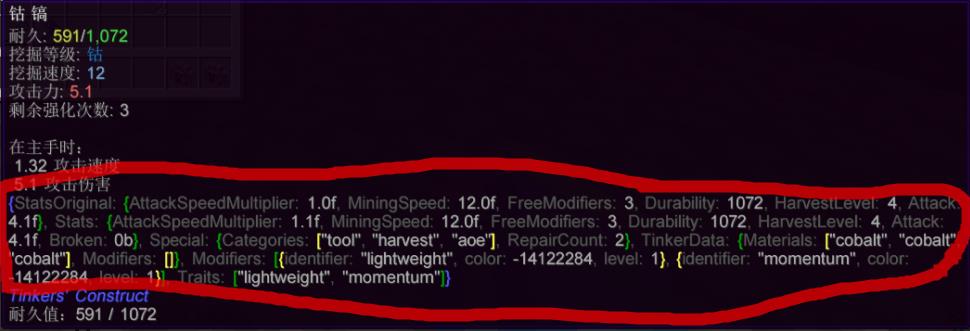 钴 镐
耐久: 591/1,072
挖掘等级: 钴
挖掘速度: 12
攻击力: 5.1
剩余强化次数: 3
在主手时：
1.32 攻击速度
5.1 攻击伤害
{StatsOriginal: {AttackSpeedMultiplier: 1.0f, MiningSpeed: 12.0f, FreeModifiers: 3, Durability: 1072, HarvestLevel: 4, Attack:
4.1f}, Stats: {AttackSpeedMultiplier: 1.1f, MiningSpeed: 12.0f, FreeModifiers: 3, Durability: 1072, HarvestLevel: 4, Attack:
4.1f, Broken: 0b}, Special: {Categories: ["tool", "harvest", "aoe"], RepairCount: 2}, TinkerData: {Materials: ["cobalt", "cobalt",
"cobalt"], Modifiers: []}, Modifiers: [{identifier: "lightweight", color: -14122284, level: 1}, {identifier: "momentum", color:
-14122284, level: 1}], Traits: ["lightweight", "momentum"]}
Tinkers' Construct
耐久值：591 / 1072